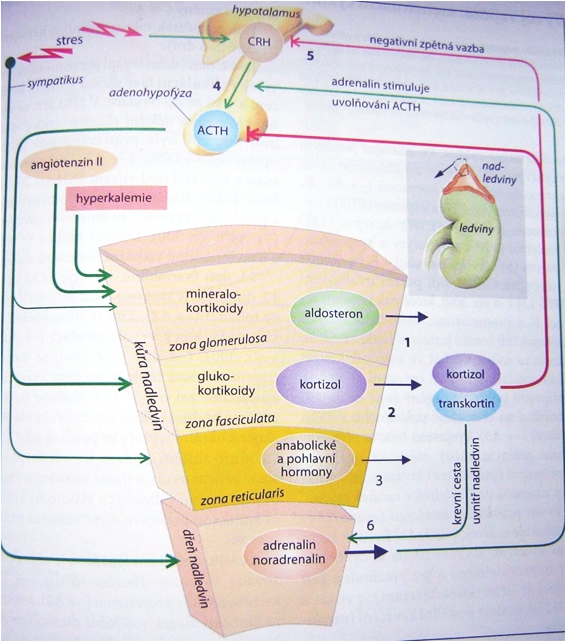 hypotalamus
stres
CRH
5
negativní zpětná vazba
sympatikus
4
adrenalin stimuluje
uvolňování ACTH
adenohypofýza
ACTH
angiotenzin II
hyperkalemie
nad-
ledviny
ledviny
mineralo-
kortikoidy
aldosteron
1
zona glomerulosa
kůra nadledvin
gluko-
kortikoidy
kortizol
2
kortizol
transkortin
zona fasciculata
anabolické
a pohlavní
hormony
3
zona reticularis
krevní cesta
uvnitř nadledvin
6
dřeň nadledvin
adrenalin
noradrenalin